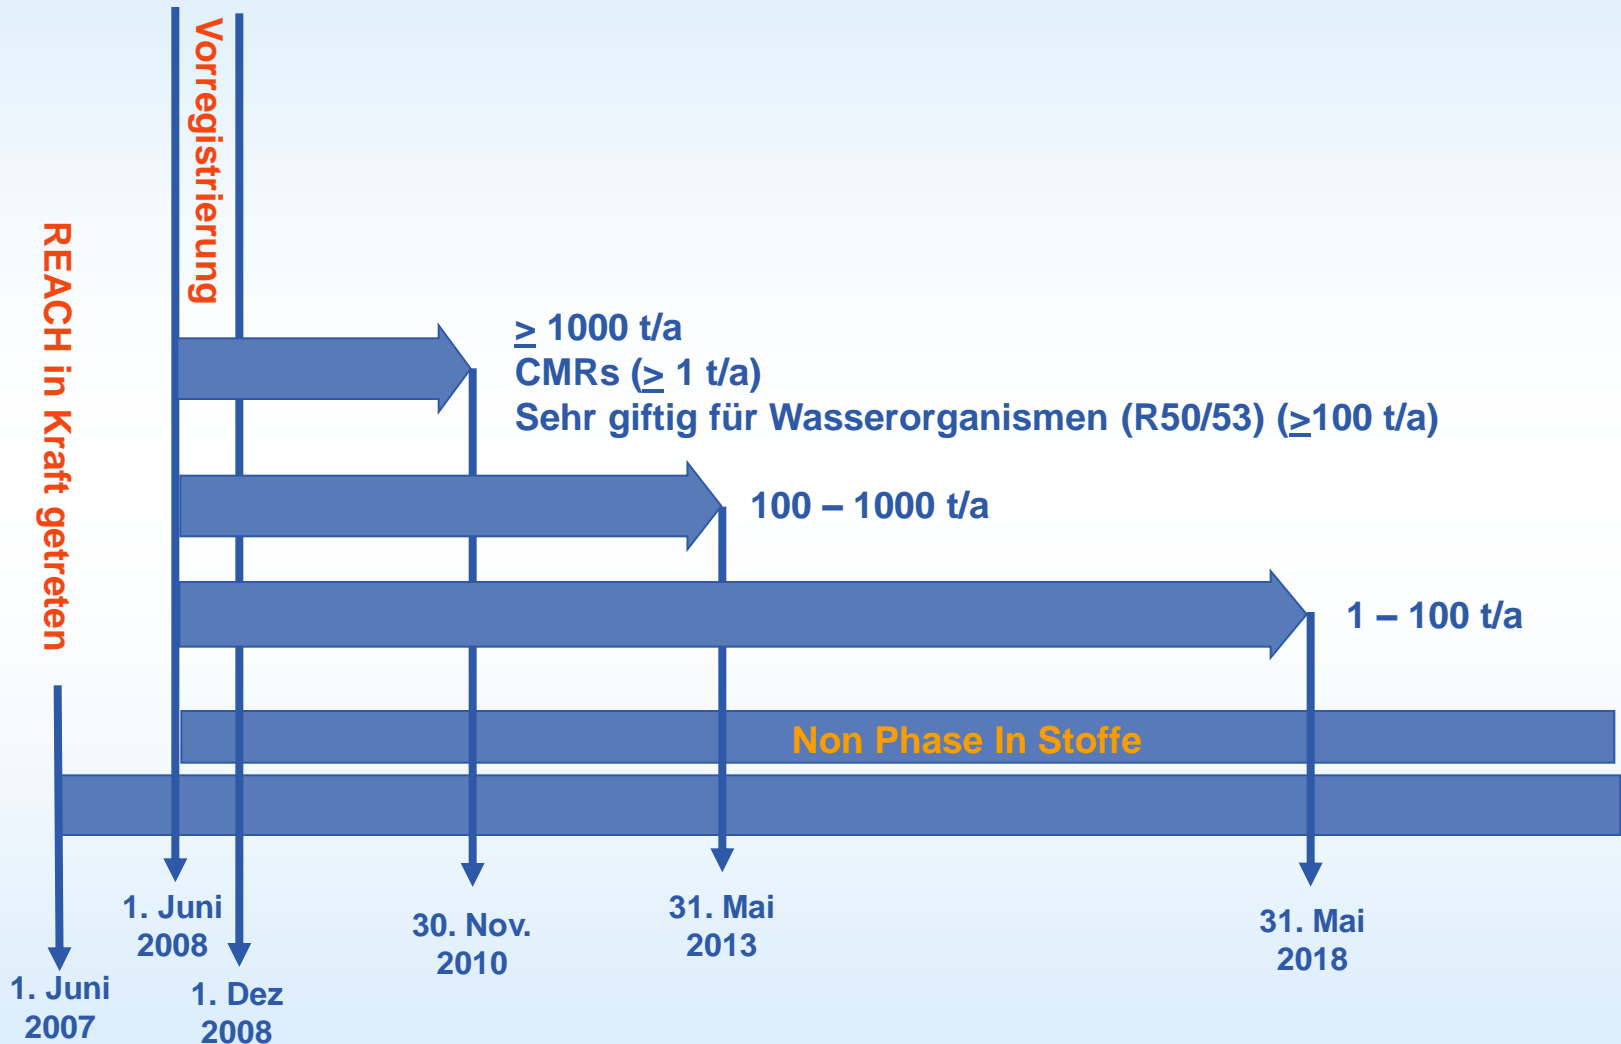 Vorregistrierung
REACH in Kraft getreten
≥ 1000 t/a
CMRs (≥ 1 t/a)
Sehr giftig für Wasserorganismen (R50/53) (≥100 t/a)
100 – 1000 t/a
1 – 100 t/a
Non Phase In Stoffe
1. Juni
2008
30. Nov.
2010
31. Mai
2013
31. Mai
2018
1. Juni
2007
1. Dez
2008